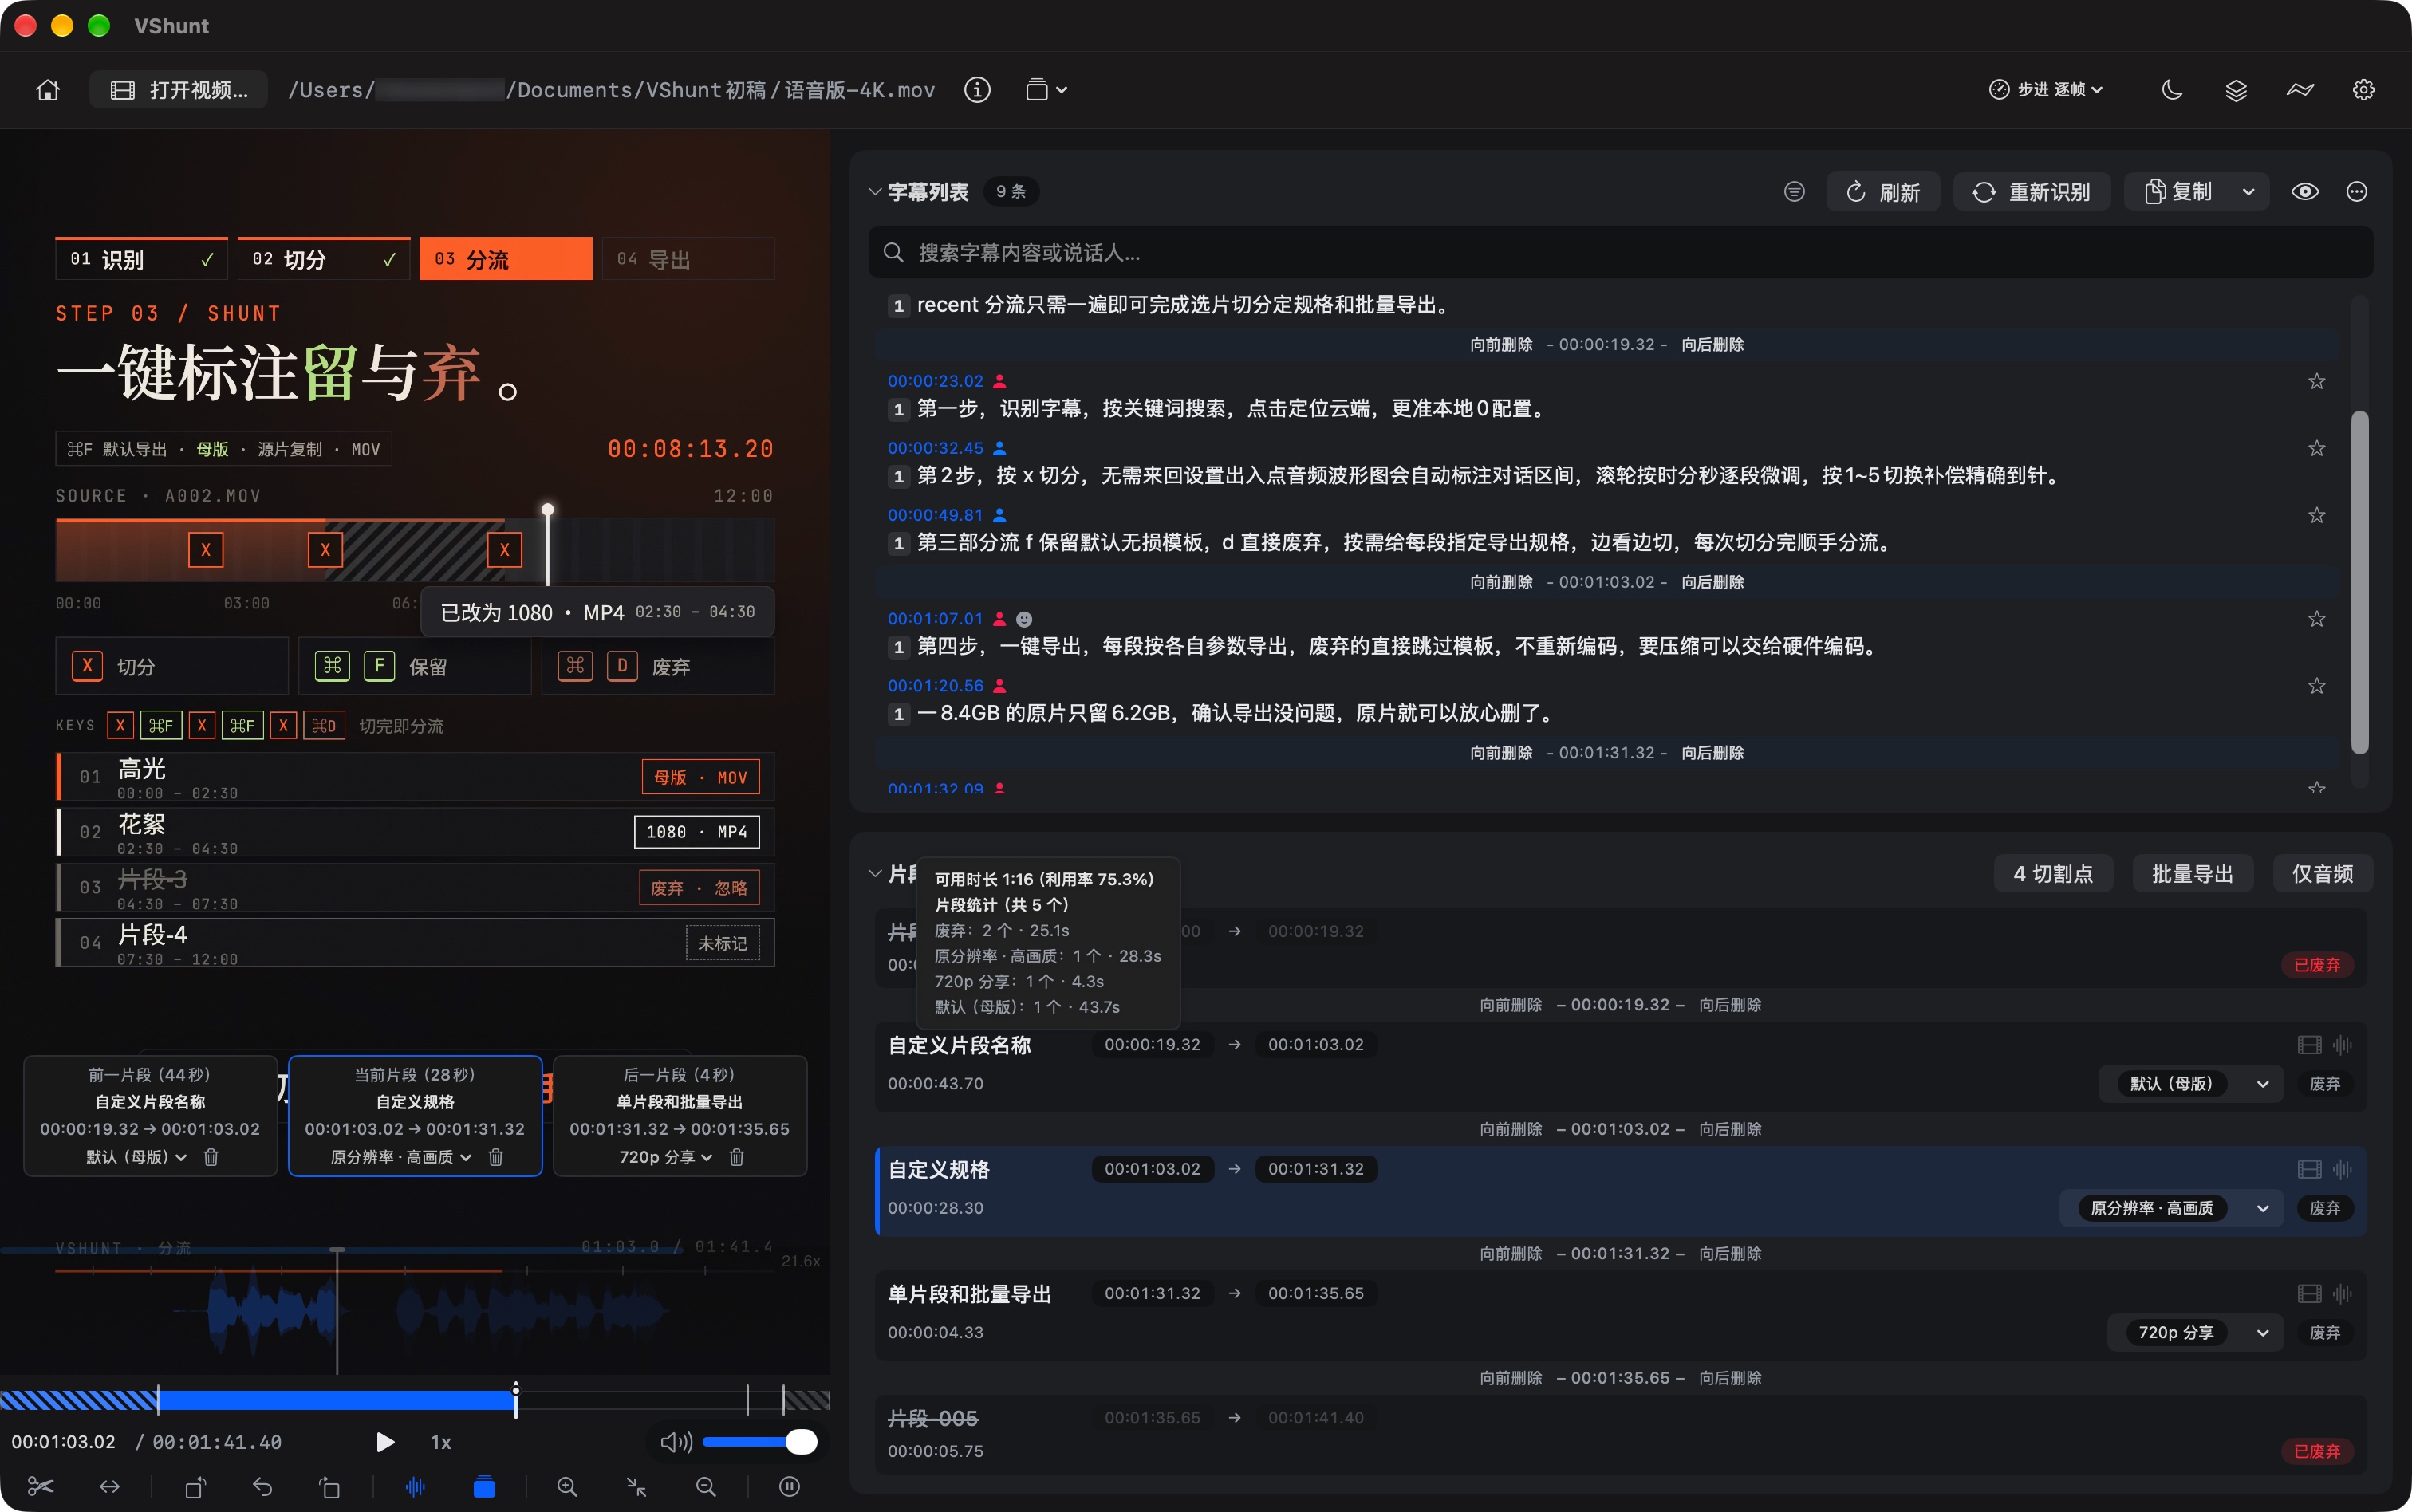 VShunt
打开视频...
/Users/
/Documents/VShunt初稿/语音版-4K.mov
步进 逐帧
01 识别 ✓
02 切分 ✓
03 分流
04 导出
STEP 03 / SHUNT
一键标注留与弃。
⌘F 默认导出 · 母版 · 源片复制 · MOV
00:08:13.20
SOURCE · A002.MOV
12:00
X
X
X
00:00
03:00
06:
已改为 1080 · MP4 02:30 – 04:30
X 切分
⌘ F 保留
⌘ D 废弃
KEYS X ⌘F X ⌘F X ⌘D 切完即分流
01 高光
00:00 – 02:30
母版 · MOV
02 花絮
02:30 – 04:30
1080 · MP4
03 片段-3
04:30 – 07:30
废弃 · 忽略
04 片段-4
07:30 – 12:00
未标记
前一片段 (44秒)
自定义片段名称
00:00:19.32 → 00:01:03.02
默认 (母版)
当前片段 (28秒)
自定义规格
00:01:03.02 → 00:01:31.32
原分辨率 · 高画质
后一片段 (4秒)
单片段和批量导出
00:01:31.32 → 00:01:35.65
720p 分享
VSHUNT · 分流
01:03.0 / 01:41.4
21.6x
00:01:03.02 / 00:01:41.40
1x
字幕列表 9 条
刷新
重新识别
复制
搜索字幕内容或说话人...
1 recent 分流只需一遍即可完成选片切分定规格和批量导出。
向前删除 - 00:00:19.32 - 向后删除
00:00:23.02
1 第一步，识别字幕，按关键词搜索，点击定位云端，更准本地0配置。
00:00:32.45
1 第2步，按 x 切分，无需来回设置出入点音频波形图会自动标注对话区间，滚轮按时分秒逐段微调，按1~5切换补偿精确到针。
00:00:49.81
1 第三部分流 f 保留默认无损模板，d 直接废弃，按需给每段指定导出规格，边看边切，每次切分完顺手分流。
向前删除 - 00:01:03.02 - 向后删除
00:01:07.01
1 第四步，一键导出，每段按各自参数导出，废弃的直接跳过模板，不重新编码，要压缩可以交给硬件编码。
00:01:20.56
1 一8.4GB 的原片只留6.2GB，确认导出没问题，原片就可以放心删了。
向前删除 - 00:01:31.32 - 向后删除
00:01:32.09
片段
4 切割点
批量导出
仅音频
可用时长 1:16 (利用率 75.3%)
片段统计 (共 5 个)
废弃：2 个 · 25.1s
原分辨率 · 高画质：1 个 · 28.3s
720p 分享：1 个 · 4.3s
默认 (母版)：1 个 · 43.7s
片段
00 → 00:00:19.32
00:
已废弃
向前删除 – 00:00:19.32 – 向后删除
自定义片段名称 00:00:19.32 → 00:01:03.02
00:00:43.70
默认 (母版)
废弃
向前删除 – 00:01:03.02 – 向后删除
自定义规格 00:01:03.02 → 00:01:31.32
00:00:28.30
原分辨率 · 高画质
废弃
向前删除 – 00:01:31.32 – 向后删除
单片段和批量导出 00:01:31.32 → 00:01:35.65
00:00:04.33
720p 分享
废弃
向前删除 – 00:01:35.65 – 向后删除
片段-005 00:01:35.65 → 00:01:41.40
00:00:05.75
已废弃